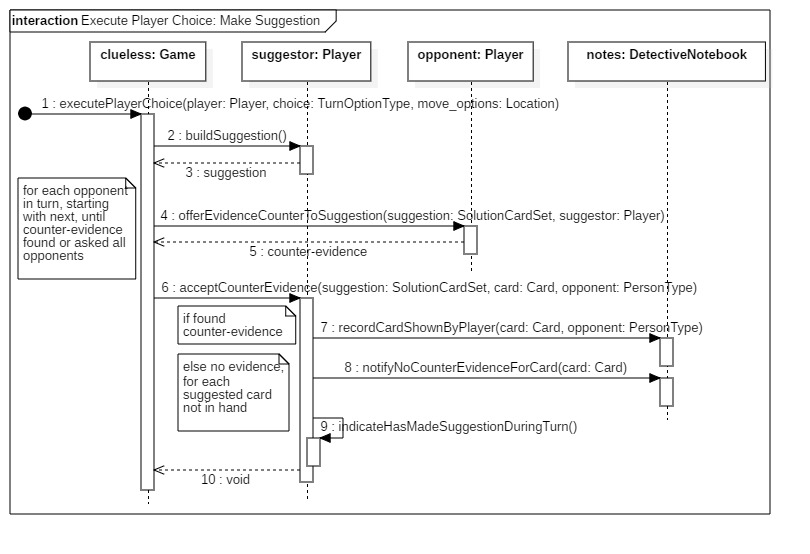 interaction Execute Player Choice: Make Suggestion
clueless: Game
suggestor: Player
opponent: Player
notes: DetectiveNotebook
1 : executePlayerChoice(player: Player, choice: TurnOptionType, move_options: Location)
2 : buildSuggestion()
3 : suggestion
for each opponent
in turn, starting
with next, until
counter-evidence
found or asked all
opponents
4 : offerEvidenceCounterToSuggestion(suggestion: SolutionCardSet, suggestor: Player)
5 : counter-evidence
6 : acceptCounterEvidence(suggestion: SolutionCardSet, card: Card, opponent: PersonType)
if found
counter-evidence
7 : recordCardShownByPlayer(card: Card, opponent: PersonType)
else no evidence,
for each
suggested card
not in hand
8 : notifyNoCounterEvidenceForCard(card: Card)
9 : indicateHasMadeSuggestionDuringTurn()
10 : void